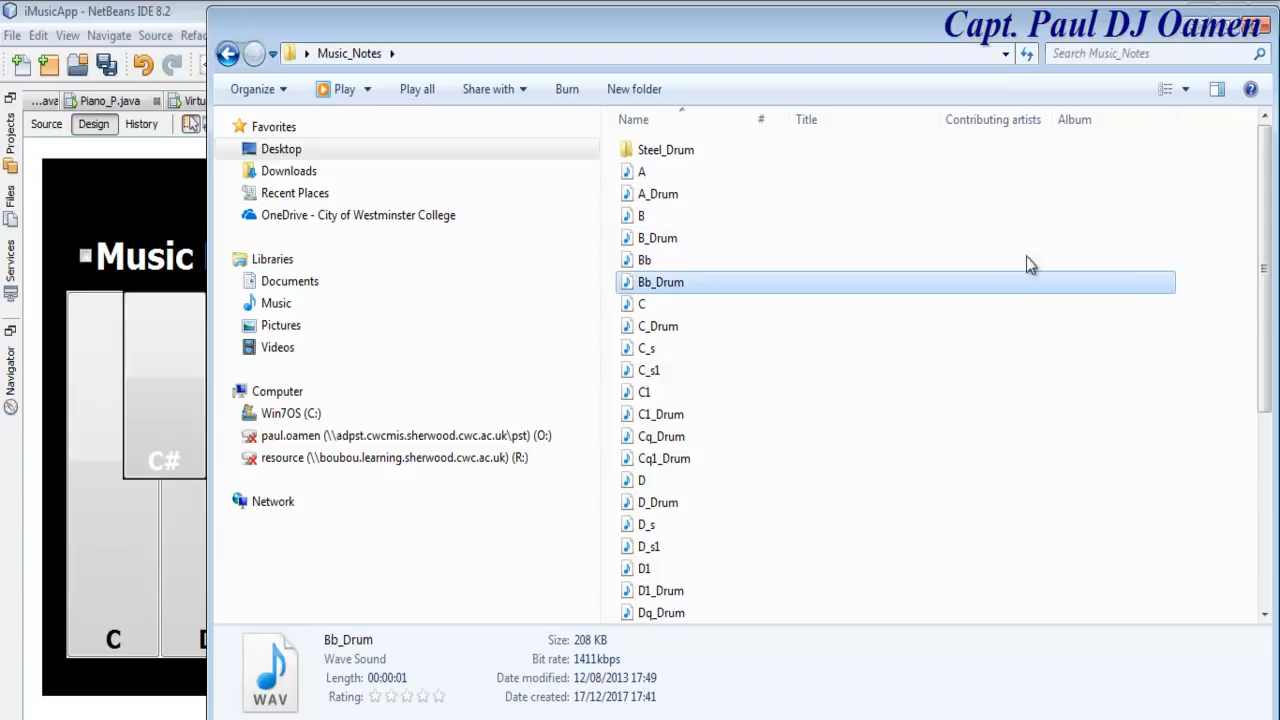 iMusicApp - NetBeans IDE 8.2
Capt. Paul DJ Oamen
File Edit View Navigate Source Refa
Music_Notes
Search Music_Notes
Organize Play Play all Share with Burn New folder
...ava Piano_P.java Virtu
Source Design History
Projects
Files
Services
Navigator
Music
C#
C
Favorites
Desktop
Downloads
Recent Places
OneDrive - City of Westminster College
Libraries
Documents
Music
Pictures
Videos
Computer
Win7OS (C:)
paul.oamen (\\adpst.cwcmis.sherwood.cwc.ac.uk\pst) (O:)
resource (\\boubou.learning.sherwood.cwc.ac.uk) (R:)
Network
Name # Title Contributing artists Album
Steel_Drum
A
A_Drum
B
B_Drum
Bb
Bb_Drum
C
C_Drum
C_s
C_s1
C1
C1_Drum
Cq_Drum
Cq1_Drum
D
D_Drum
D_s
D_s1
D1
D1_Drum
Dq_Drum
WAV
Bb_Drum Size: 208 KB
Wave Sound Bit rate: 1411kbps
Length: 00:00:01 Date modified: 12/08/2013 17:49
Rating: Date created: 17/12/2017 17:41